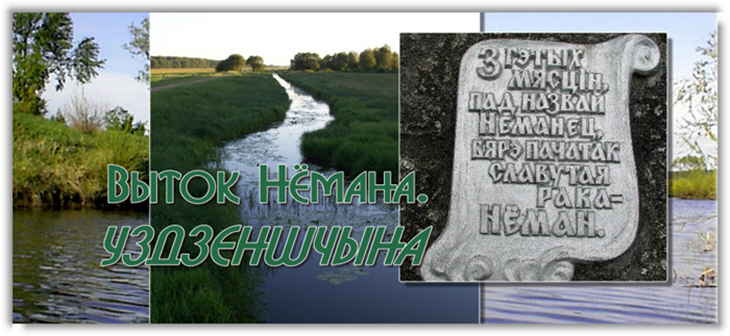 Выток Нёмана.
УЗДЗЕНШЧЫНА
З ГЭТЫХ
МЯСЦІН,
ПАД НАЗВАЙ
НЁМАНЕЦ,
БЯРЭ ПАЧАТАК
СЛАВУТАЯ
РАКА-
НЁМАН.